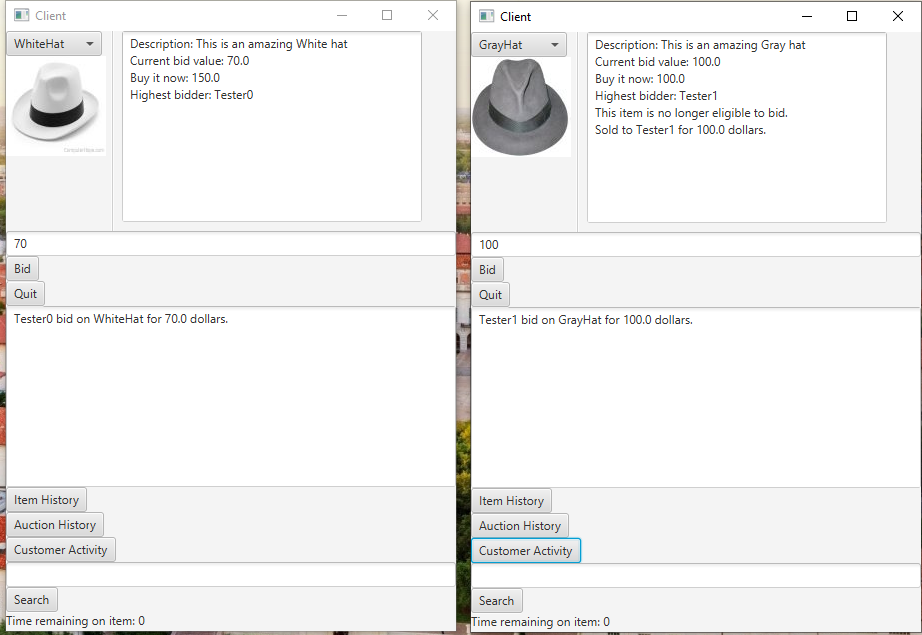 Client
WhiteHat
Description: This is an amazing White hat
Current bid value: 70.0
Buy it now: 150.0
Highest bidder: Tester0
ComputerHope.com
70
Bid
Quit
Tester0 bid on WhiteHat for 70.0 dollars.
Item History
Auction History
Customer Activity
Search
Time remaining on item: 0
Client
GrayHat
Description: This is an amazing Gray hat
Current bid value: 100.0
Buy it now: 100.0
Highest bidder: Tester1
This item is no longer eligible to bid.
Sold to Tester1 for 100.0 dollars.
100
Bid
Quit
Tester1 bid on GrayHat for 100.0 dollars.
Item History
Auction History
Customer Activity
Search
Time remaining on item: 0